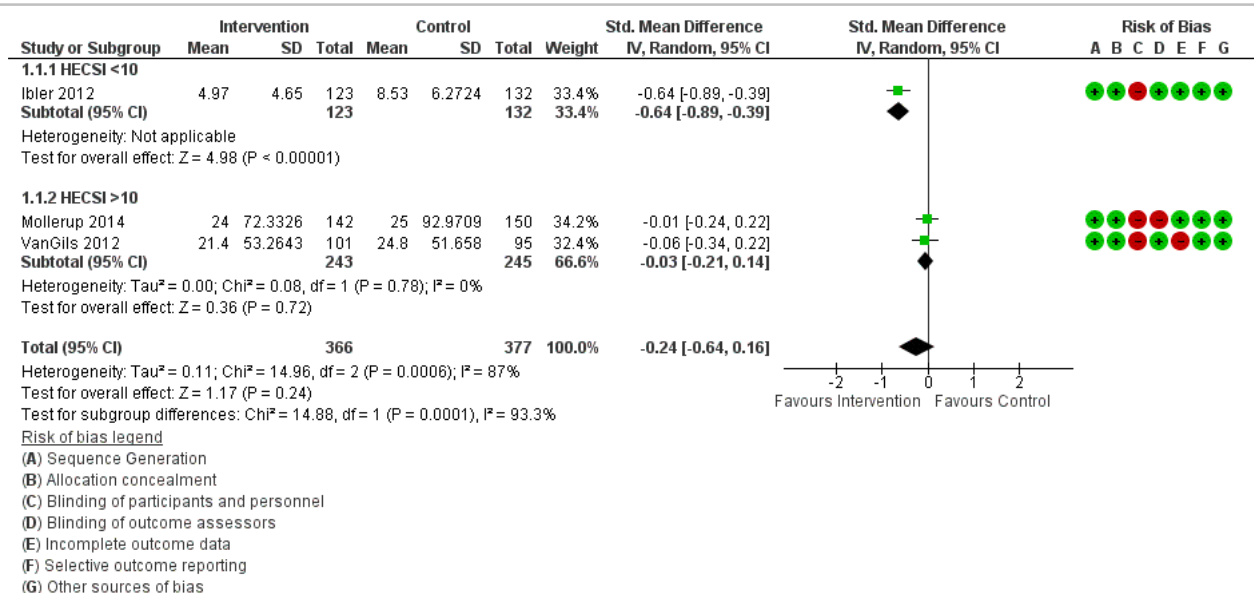 Intervention Control Std. Mean Difference Std. Mean Difference Risk of Bias
Study or Subgroup Mean SD Total Mean SD Total Weight IV, Random, 95% CI IV, Random, 95% CI A B C D E F G
1.1.1 HECSI <10
Ibler 2012 4.97 4.65 123 8.53 6.2724 132 33.4% -0.64 [-0.89, -0.39] + + - + + + +
Subtotal (95% CI) 123 132 33.4% -0.64 [-0.89, -0.39]
Heterogeneity: Not applicable
Test for overall effect: Z = 4.98 (P < 0.00001)
1.1.2 HECSI >10
Mollerup 2014 24 72.3326 142 25 92.9709 150 34.2% -0.01 [-0.24, 0.22] + + - - + + +
VanGils 2012 21.4 53.2643 101 24.8 51.658 95 32.4% -0.06 [-0.34, 0.22] + + - + - + +
Subtotal (95% CI) 243 245 66.6% -0.03 [-0.21, 0.14]
Heterogeneity: Tau² = 0.00; Chi² = 0.08, df = 1 (P = 0.78); I² = 0%
Test for overall effect: Z = 0.36 (P = 0.72)
Total (95% CI) 366 377 100.0% -0.24 [-0.64, 0.16]
Heterogeneity: Tau² = 0.11; Chi² = 14.96, df = 2 (P = 0.0006); I² = 87%
Test for overall effect: Z = 1.17 (P = 0.24)
Test for subgroup differences: Chi² = 14.88, df = 1 (P = 0.0001), I² = 93.3%
-2 -1 0 1 2
Favours Intervention Favours Control
Risk of bias legend
(A) Sequence Generation
(B) Allocation concealment
(C) Blinding of participants and personnel
(D) Blinding of outcome assessors
(E) Incomplete outcome data
(F) Selective outcome reporting
(G) Other sources of bias